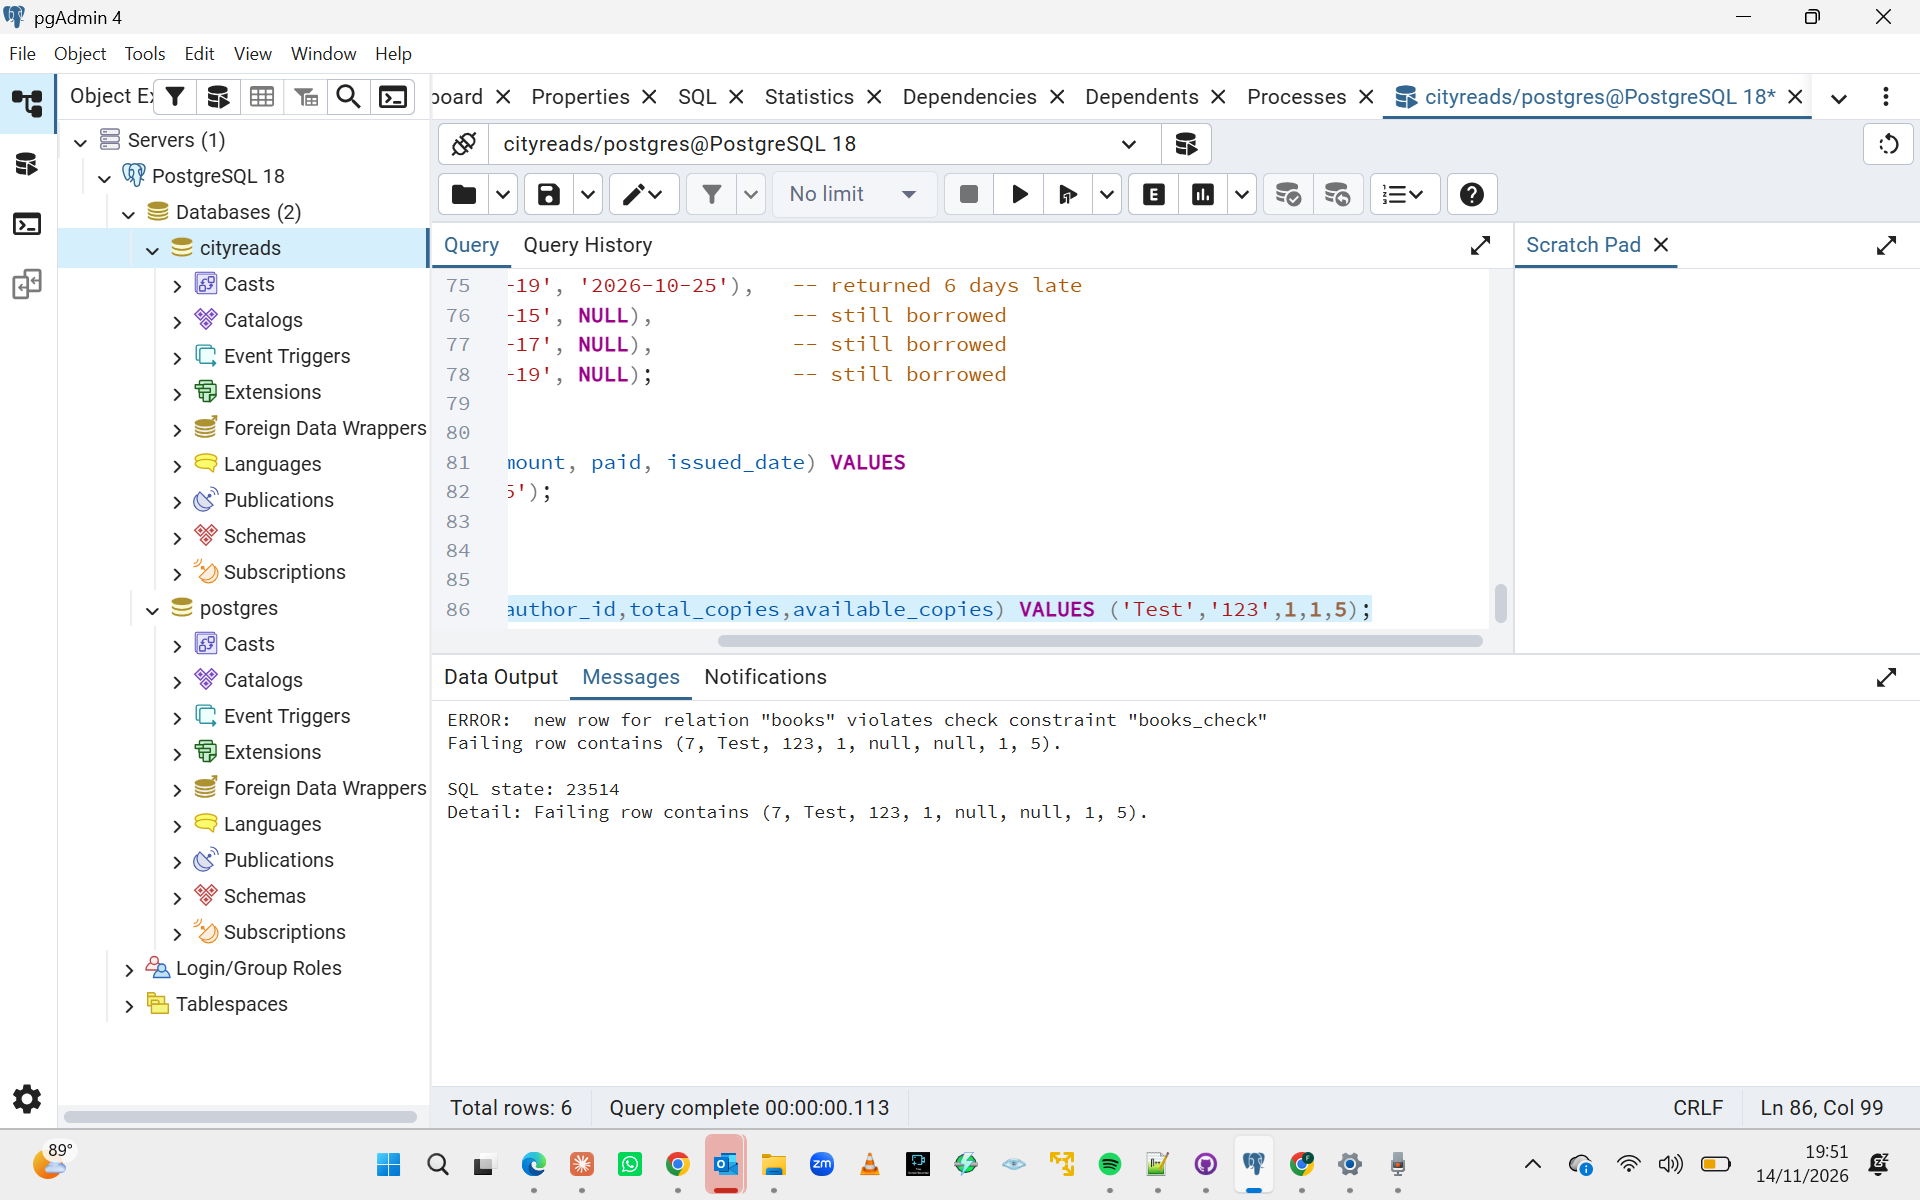 pgAdmin 4
File Object Tools Edit View Window Help
Object Ex
board Properties SQL Statistics Dependencies Dependents Processes cityreads/postgres@PostgreSQL 18*
Servers (1)
PostgreSQL 18
Databases (2)
cityreads
Casts
Catalogs
Event Triggers
Extensions
Foreign Data Wrappers
Languages
Publications
Schemas
Subscriptions
postgres
Casts
Catalogs
Event Triggers
Extensions
Foreign Data Wrappers
Languages
Publications
Schemas
Subscriptions
Login/Group Roles
Tablespaces
cityreads/postgres@PostgreSQL 18
No limit
E
Query Query History
Scratch Pad
75 -19', '2026-10-25'), -- returned 6 days late
76 -15', NULL), -- still borrowed
77 -17', NULL), -- still borrowed
78 -19', NULL); -- still borrowed
79
80
81 mount, paid, issued_date) VALUES
82 5');
83
84
85
86 author_id,total_copies,available_copies) VALUES ('Test','123',1,1,5);
Data Output Messages Notifications
ERROR: new row for relation "books" violates check constraint "books_check"
Failing row contains (7, Test, 123, 1, null, null, 1, 5).
SQL state: 23514
Detail: Failing row contains (7, Test, 123, 1, null, null, 1, 5).
Total rows: 6 Query complete 00:00:00.113 CRLF Ln 86, Col 99
89°
zm
19:51
14/11/2026